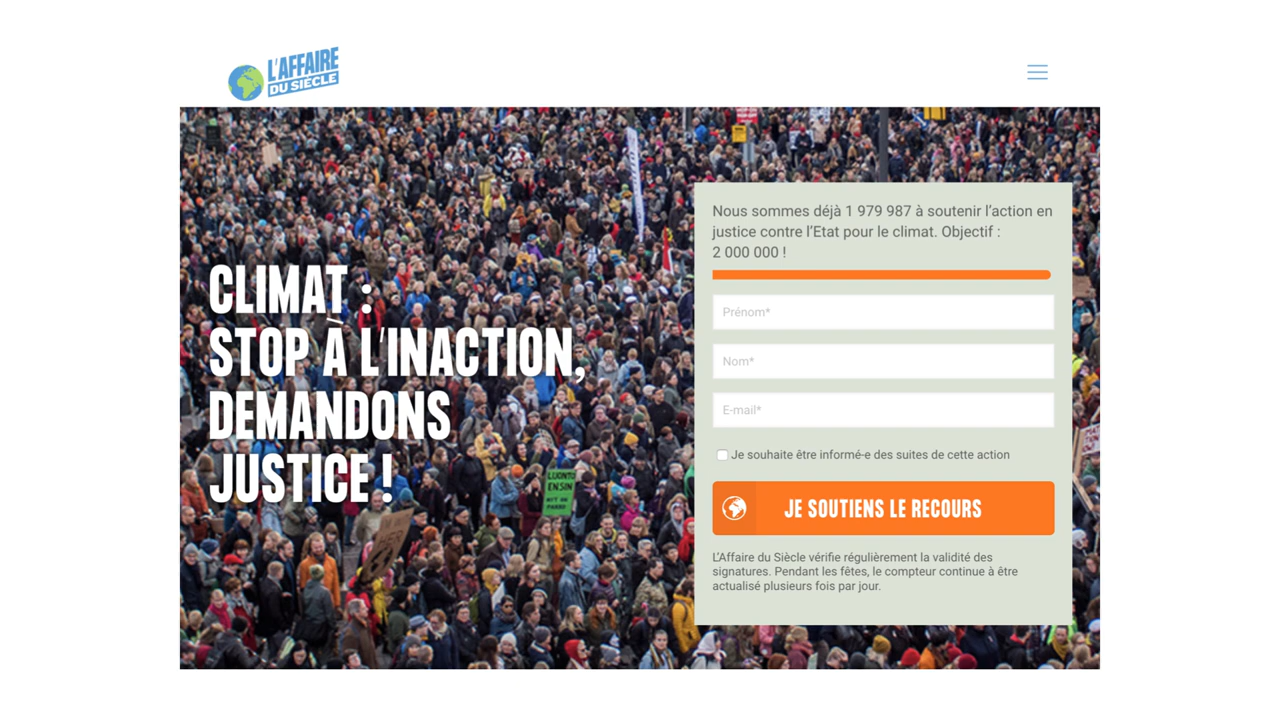 L'AFFAIRE
DU SIÈCLE
CLIMAT :
STOP À L'INACTION,
DEMANDONS
JUSTICE !
Nous sommes déjà 1 979 987 à soutenir l'action en
justice contre l'Etat pour le climat. Objectif :
2 000 000 !
Prénom*
Nom*
E-mail*
Je souhaite être informé-e des suites de cette action
JE SOUTIENS LE RECOURS
L'Affaire du Siècle vérifie régulièrement la validité des
signatures. Pendant les fêtes, le compteur continue à être
actualisé plusieurs fois par jour.
LUONTO
ENSIN